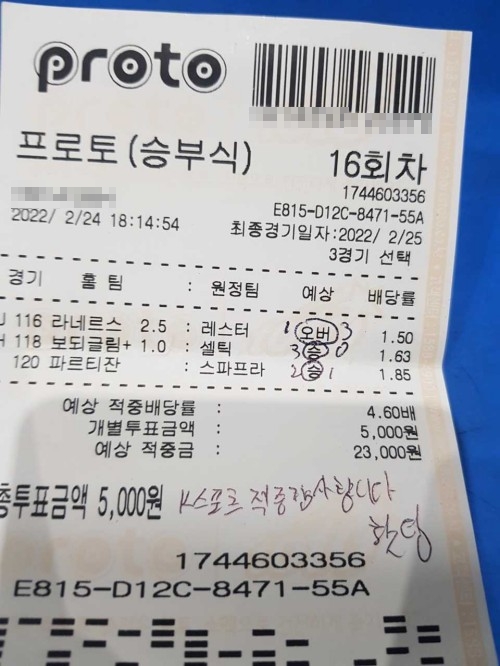 proto
프로토(승부식) 16회차
1744603356
2022/ 2/24 18:14:54 E815-D12C-8471-55A
최종경기일자:2022/ 2/25
3경기 선택
경기 홈 팀 : 원정팀 예상 배당률
U 116 라네르스 2.5 : 레스터 1 오버 3 1.50
H 118 보되글림+ 1.0 : 셀틱 3 승 0 1.63
120 파르티잔 : 스파프라 2 승 1 1.85
예상 적중배당률 : 4.60배
개별투표금액 : 5,000원
예상 적중금 : 23,000원
총투표금액 5,000원 K스포츠 적중감사합니다
홧팅
1744603356
E815-D12C-8471-55A